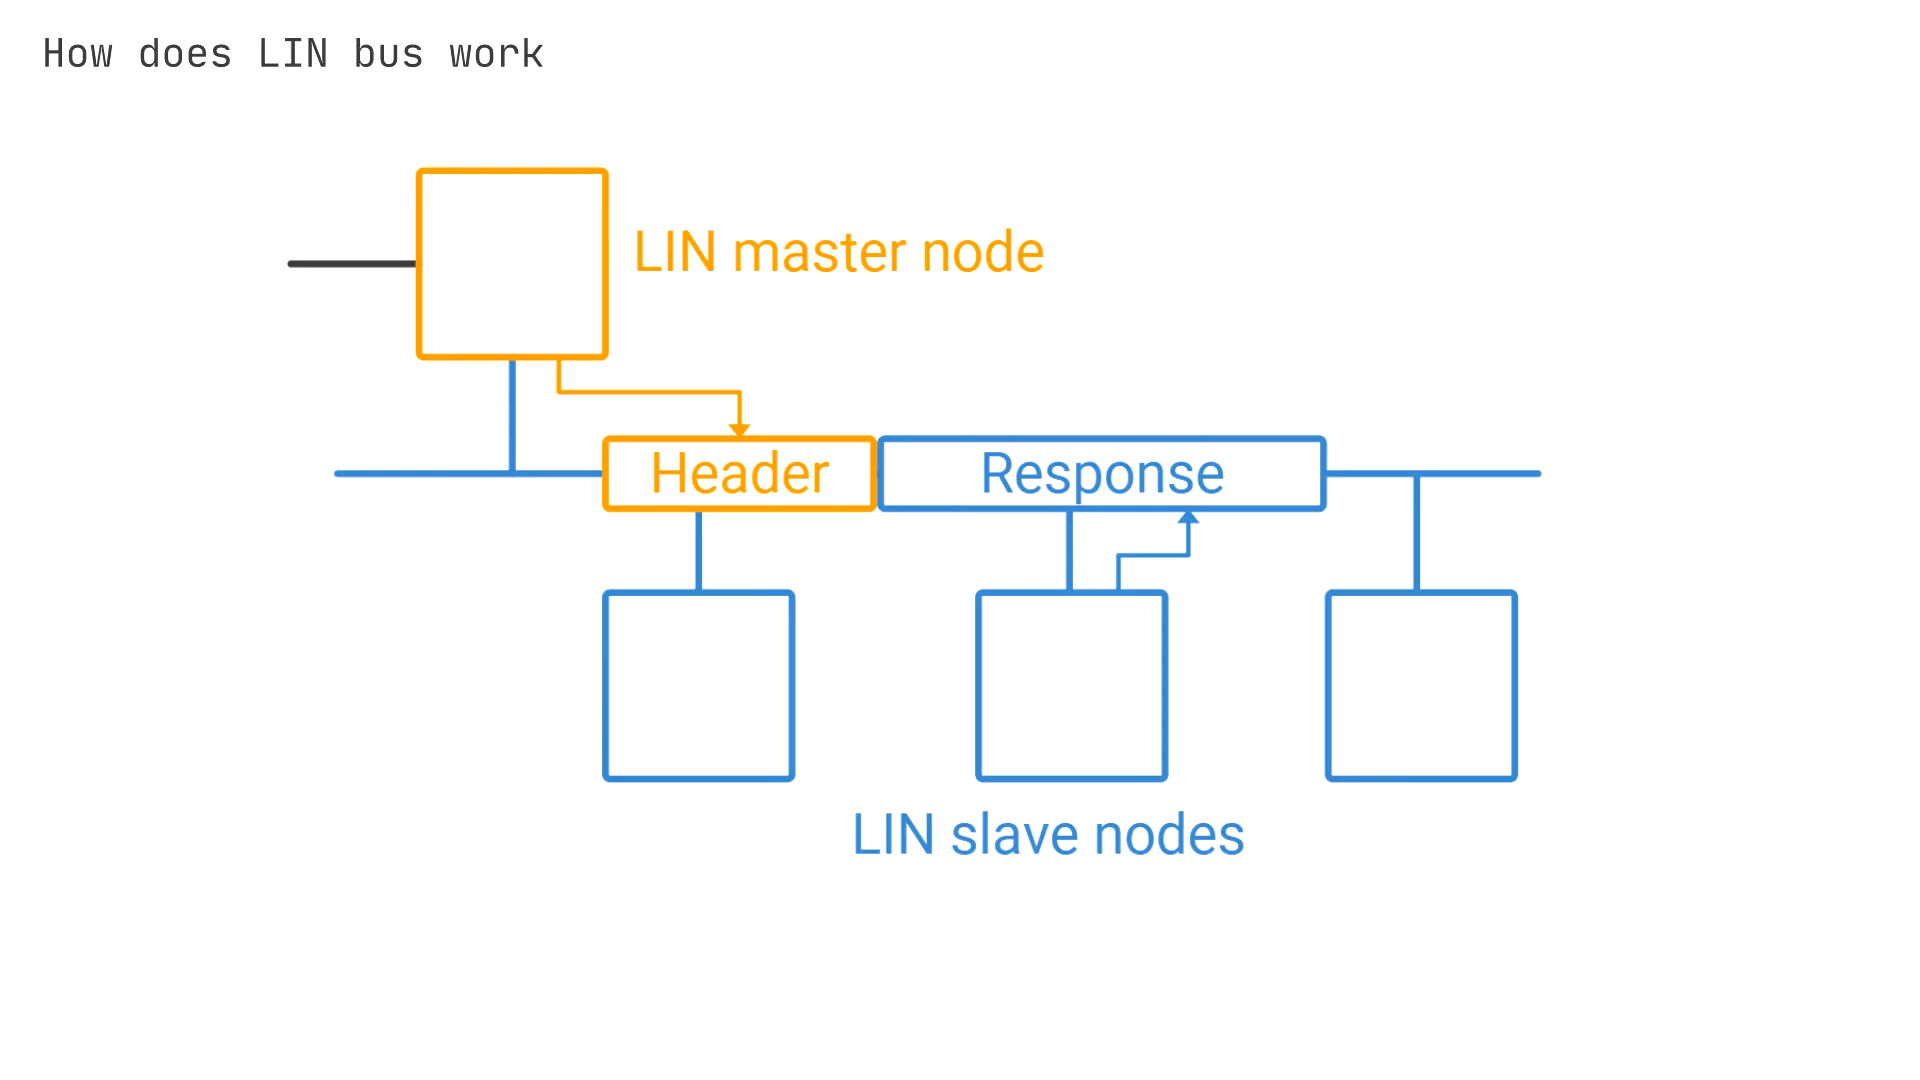 How does LIN bus work
LIN master node
Header
Response
LIN slave nodes